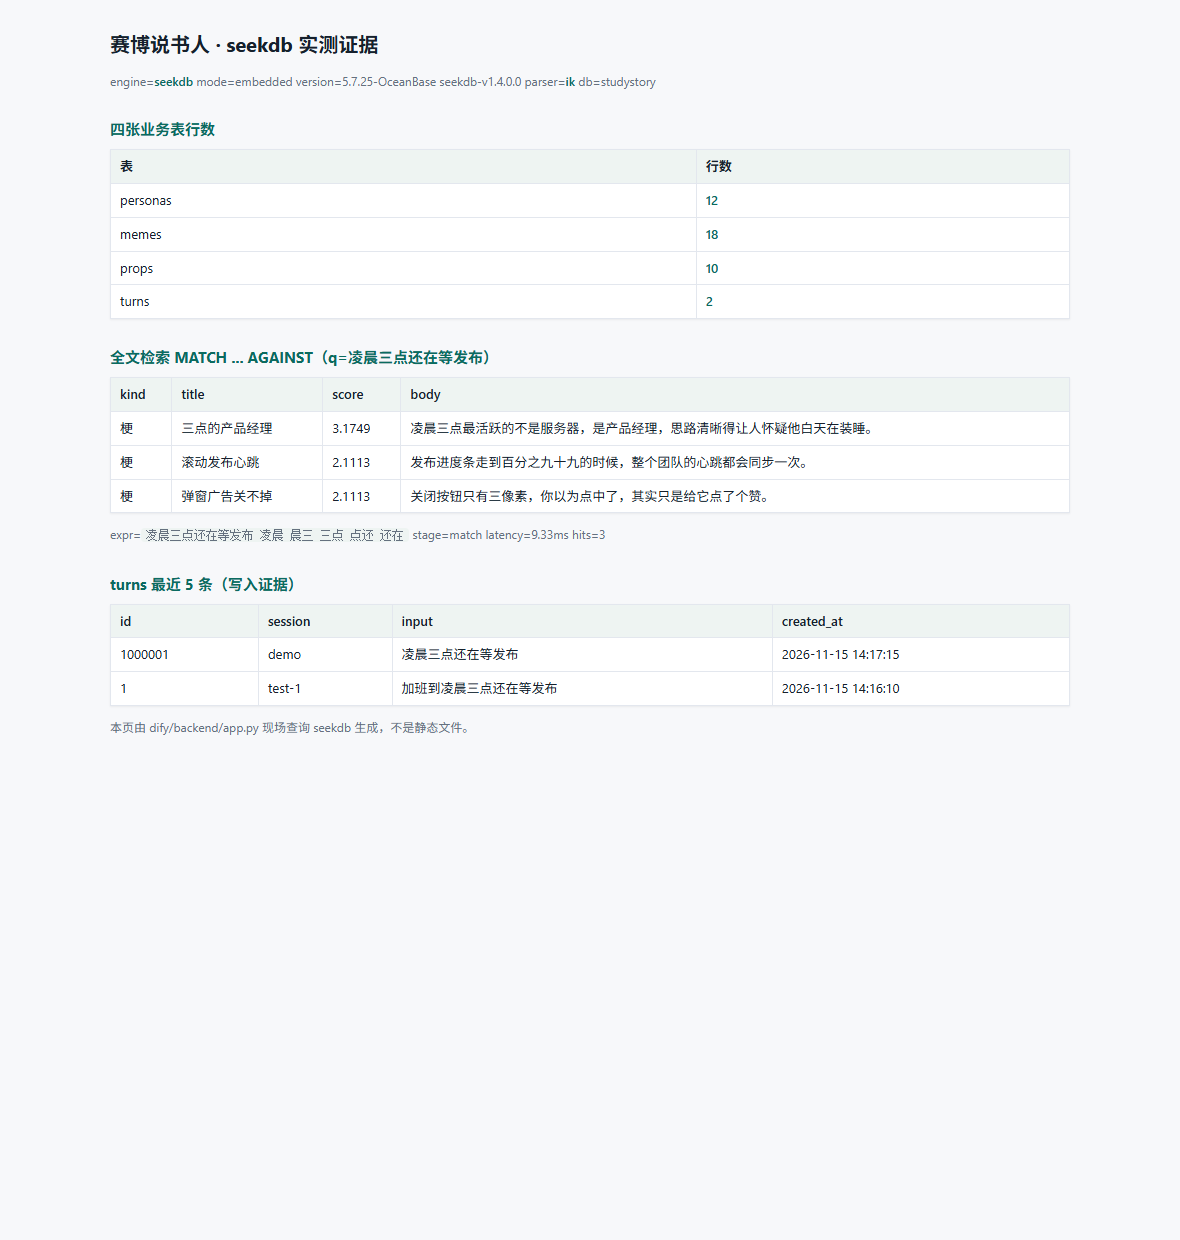 赛博说书人 · seekdb 实测证据
engine=seekdb mode=embedded version=5.7.25-OceanBase seekdb-v1.4.0.0 parser=ik db=studystory
四张业务表行数
表 行数
personas 12
memes 18
props 10
turns 2
全文检索 MATCH ... AGAINST（q=凌晨三点还在等发布）
kind title score body
梗 三点的产品经理 3.1749 凌晨三点最活跃的不是服务器，是产品经理，思路清晰得让人怀疑他白天在装睡。
梗 滚动发布心跳 2.1113 发布进度条走到百分之九十九的时候，整个团队的心跳都会同步一次。
梗 弹窗广告关不掉 2.1113 关闭按钮只有三像素，你以为点中了，其实只是给它点了个赞。
expr= 凌晨三点还在等发布 凌晨 晨三 三点 点还 还在 stage=match latency=9.33ms hits=3
turns 最近 5 条（写入证据）
id session input created_at
1000001 demo 凌晨三点还在等发布 2026-11-15 14:17:15
1 test-1 加班到凌晨三点还在等发布 2026-11-15 14:16:10
本页由 dify/backend/app.py 现场查询 seekdb 生成，不是静态文件。